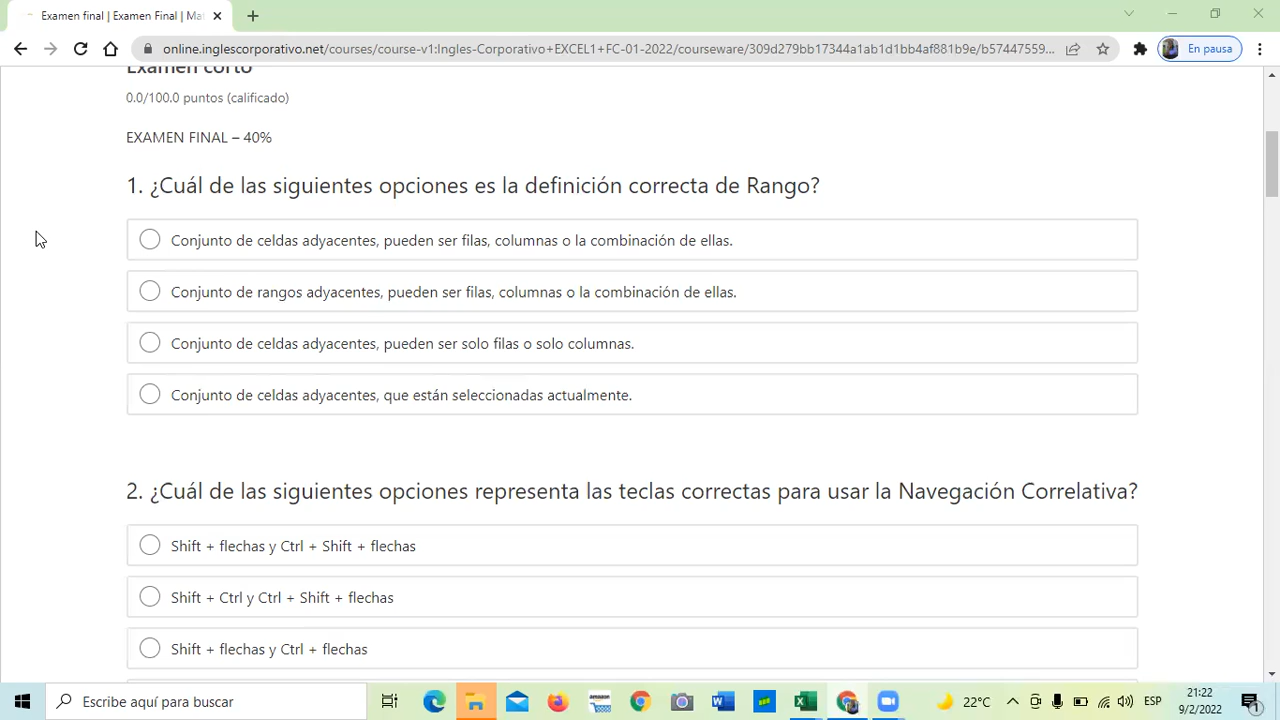 Examen final | Examen Final | Ma
online.inglescorporativo.net/courses/course-v1:Ingles-Corporativo+EXCEL1+FC-01-2022/courseware/309d279bb17344a1ab1d1bb4af881b9e/b57447559...
En pausa
Examen corto
0.0/100.0 puntos (calificado)
EXAMEN FINAL – 40%
1. ¿Cuál de las siguientes opciones es la definición correcta de Rango?
Conjunto de celdas adyacentes, pueden ser filas, columnas o la combinación de ellas.
Conjunto de rangos adyacentes, pueden ser filas, columnas o la combinación de ellas.
Conjunto de celdas adyacentes, pueden ser solo filas o solo columnas.
Conjunto de celdas adyacentes, que están seleccionadas actualmente.
2. ¿Cuál de las siguientes opciones representa las teclas correctas para usar la Navegación Correlativa?
Shift + flechas y Ctrl + Shift + flechas
Shift + Ctrl y Ctrl + Shift + flechas
Shift + flechas y Ctrl + flechas
Escribe aquí para buscar
22°C
ESP
21:22
9/2/2022